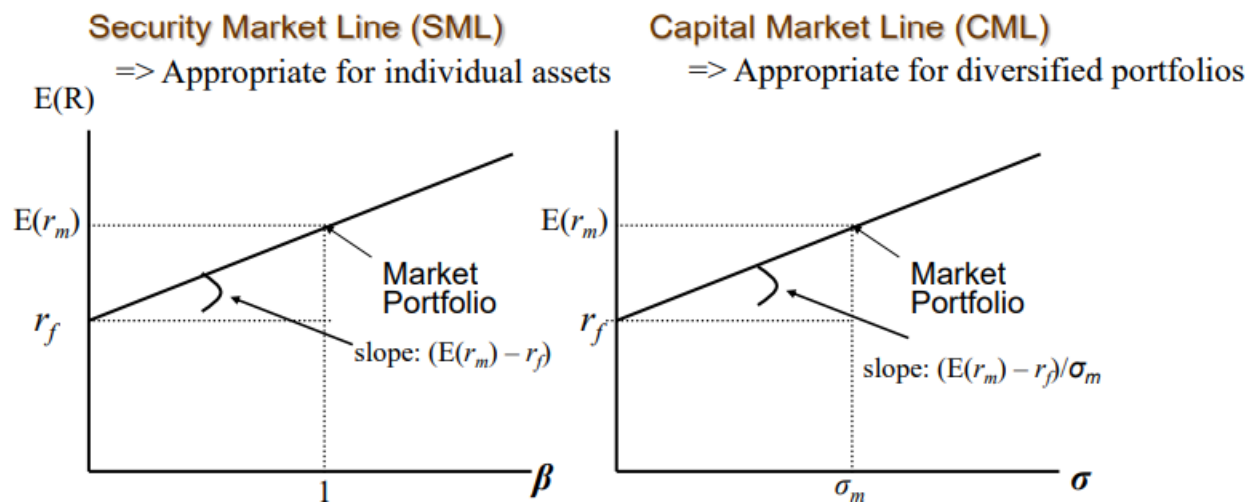 Security Market Line (SML)
=> Appropriate for individual assets
E(R)
E(rm)
Market
Portfolio
rf
slope: (E(rm) – rf)
1
β
Capital Market Line (CML)
=> Appropriate for diversified portfolios
E(rm)
Market
Portfolio
rf
slope: (E(rm) – rf)/σm
σm
σ